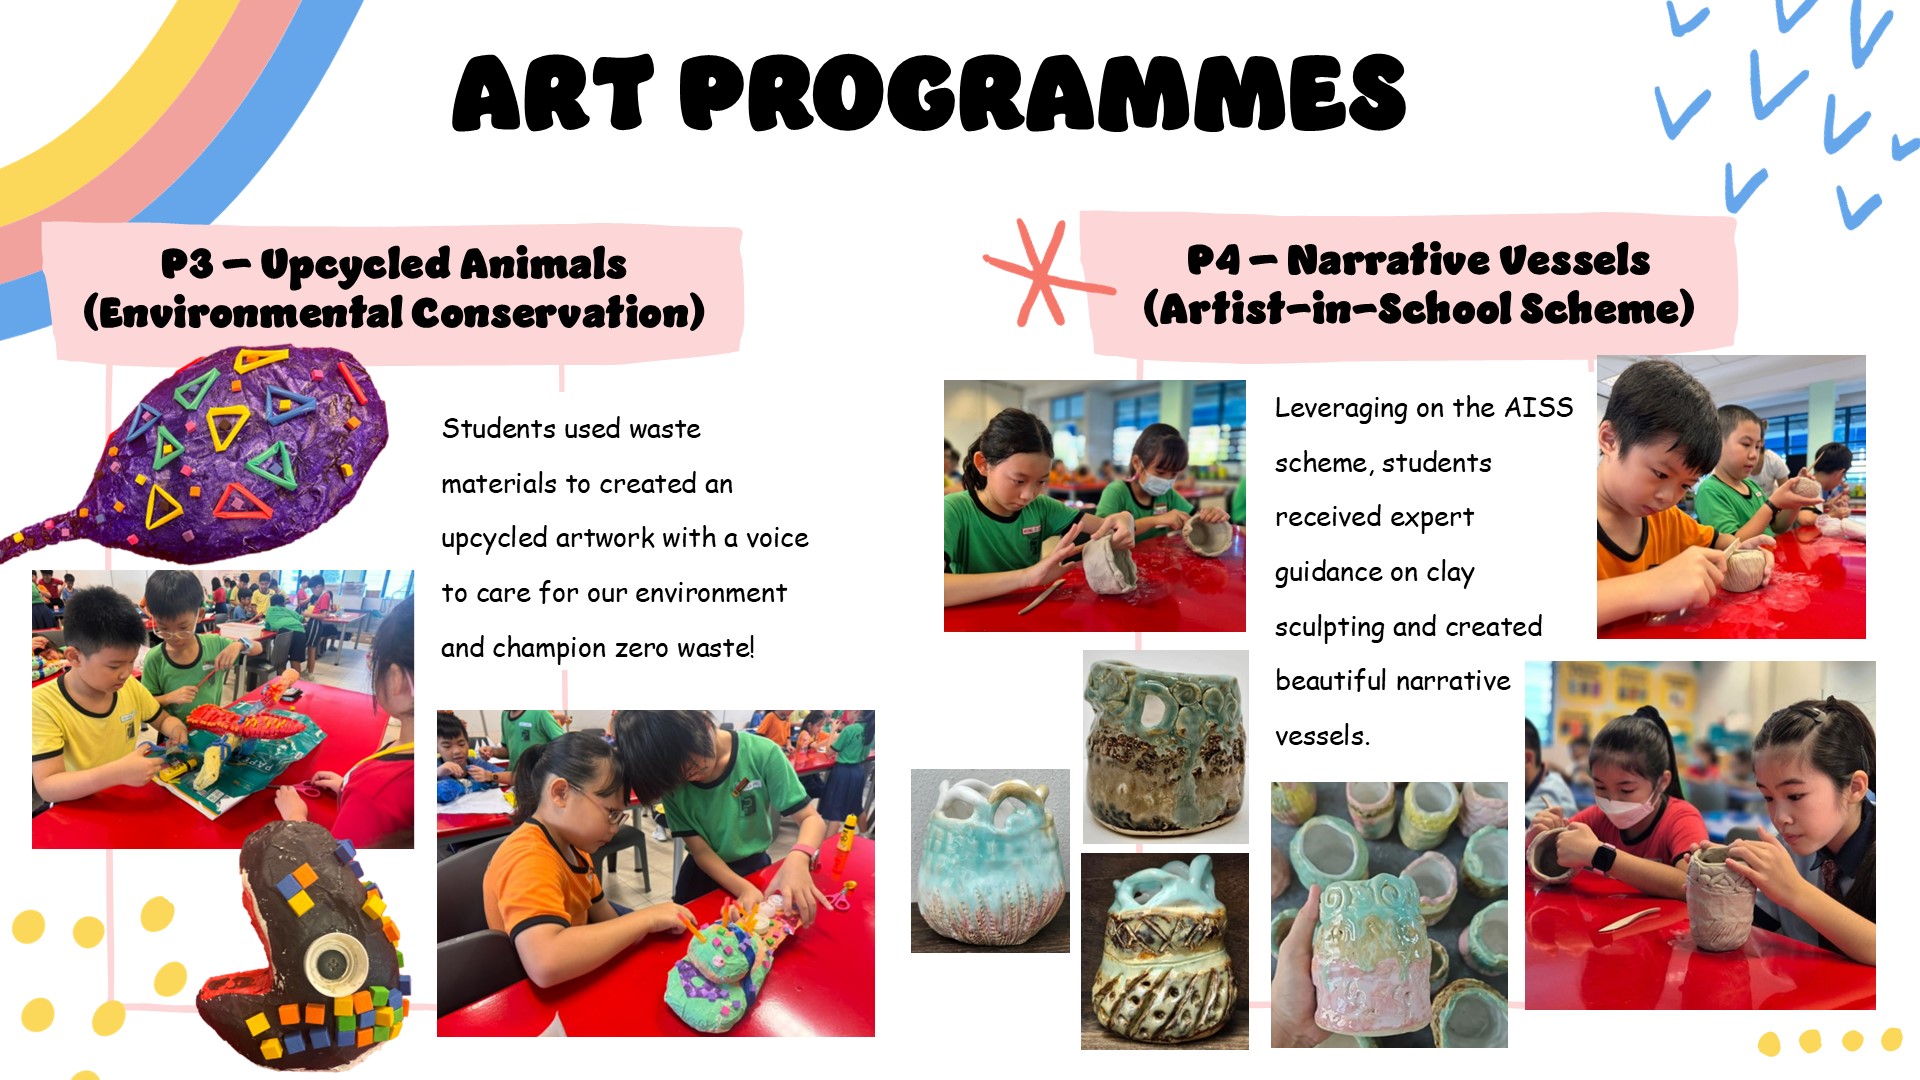 ART PROGRAMMES
P3 – Upcycled Animals
(Environmental Conservation)
Students used waste
materials to created an
upcycled artwork with a voice
to care for our environment
and champion zero waste!
P4 – Narrative Vessels
(Artist-in-School Scheme)
Leveraging on the AISS
scheme, students
received expert
guidance on clay
sculpting and created
beautiful narrative
vessels.